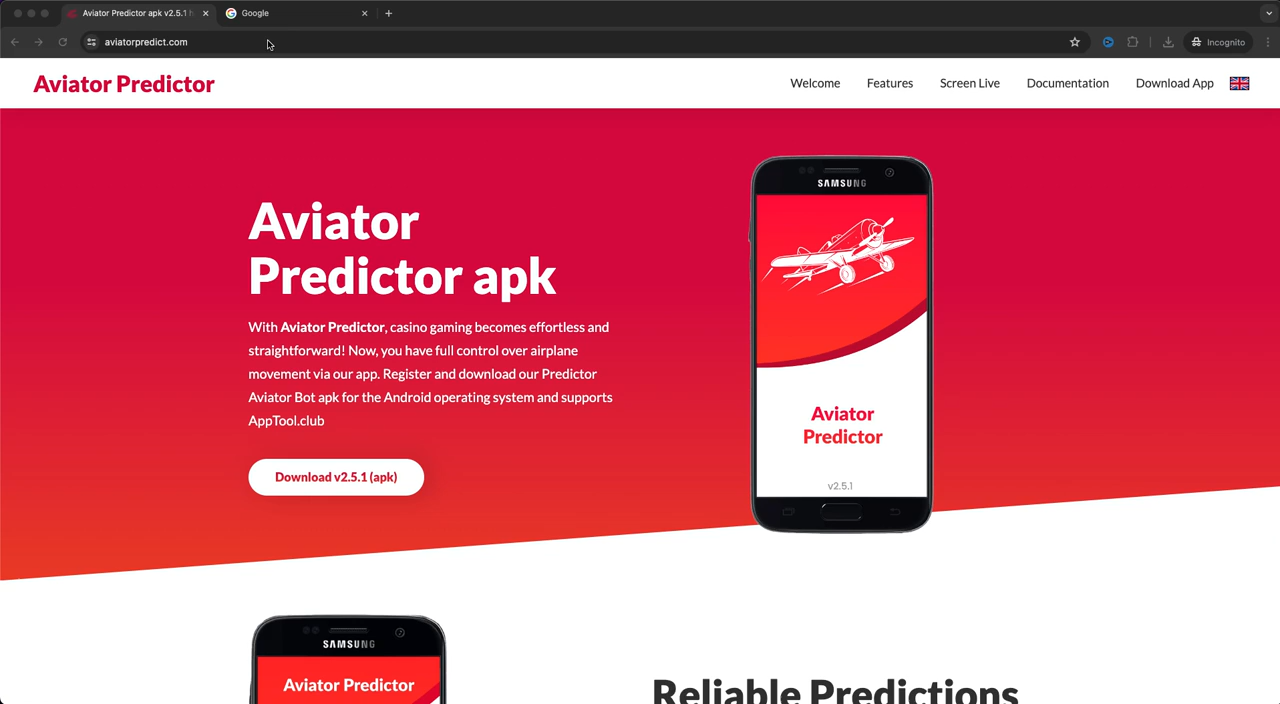 Aviator Predictor apk v2.5.1 h
Google
aviatorpredict.com
Incognito
Aviator Predictor
Welcome
Features
Screen Live
Documentation
Download App
Aviator
Predictor apk
With Aviator Predictor, casino gaming becomes effortless and
straightforward! Now, you have full control over airplane
movement via our app. Register and download our Predictor
Aviator Bot apk for the Android operating system and supports
AppTool.club
Download v2.5.1 (apk)
SAMSUNG
Aviator
Predictor
v2.5.1
SAMSUNG
Aviator Predictor
Reliable Predictions